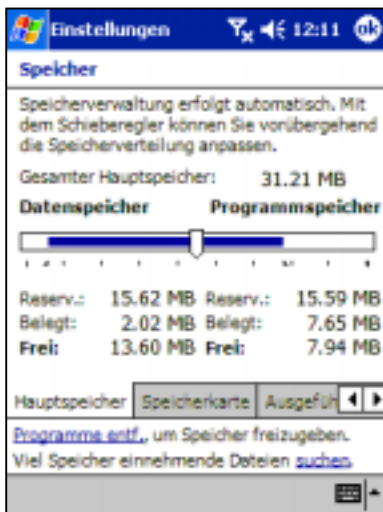 Einstellungen 12:11 ok
Speicher
Speicherverwaltung erfolgt automatisch. Mit
dem Schieberegler können Sie vorübergehend
die Speicherverteilung anpassen.
Gesamter Hauptspeicher: 31.21 MB
Datenspeicher Programmspeicher
Reserv.: 15.62 MB Reserv.: 15.59 MB
Belegt: 2.02 MB Belegt: 7.65 MB
Frei: 13.60 MB Frei: 7.94 MB
Hauptspeicher Speicherkarte Ausgefüh
Programme entf., um Speicher freizugeben.
Viel Speicher einnehmende Dateien suchen.